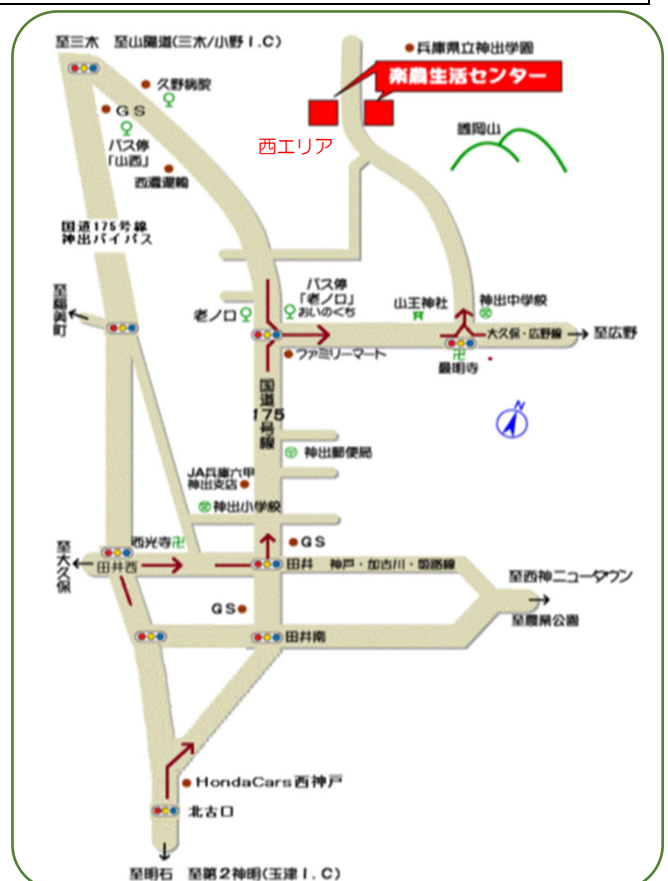 至三木 至山陽道(三木/小野 I.C)
兵庫県立神出学園
楽農生活センター
久野病院
GS
バス停
「山西」
西濃運輸
西エリア
雌岡山
国道175号線
神出バイパス
至稲美町
老ノ口
バス停
「老ノ口」
おいのくち
山王神社
神出中学校
大久保・広野線
至広野
ファミリーマート
最明寺
国道175号線
N
神出郵便局
JA兵庫六甲
神出支店
神出小学校
西光寺
至大久保
田井西
GS
田井
神戸・加古川・姫路線
至西神ニュータウン
至農業公園
GS
田井南
HondaCars西神戸
北古口
至明石 至第2神明(玉津 I.C)